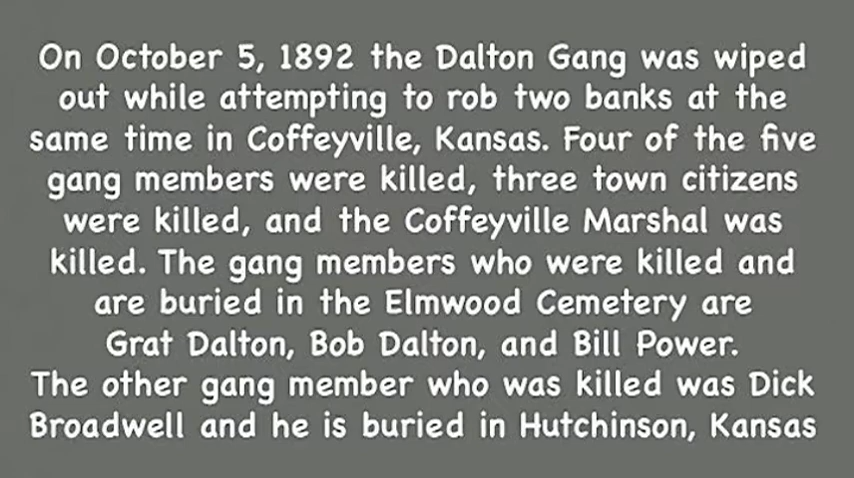 On October 5, 1892 the Dalton Gang was wiped
out while attempting to rob two banks at the
same time in Coffeyville, Kansas. Four of the five
gang members were killed, three town citizens
were killed, and the Coffeyville Marshal was
killed. The gang members who were killed and
are buried in the Elmwood Cemetery are
Grat Dalton, Bob Dalton, and Bill Power.
The other gang member who was killed was Dick
Broadwell and he is buried in Hutchinson, Kansas